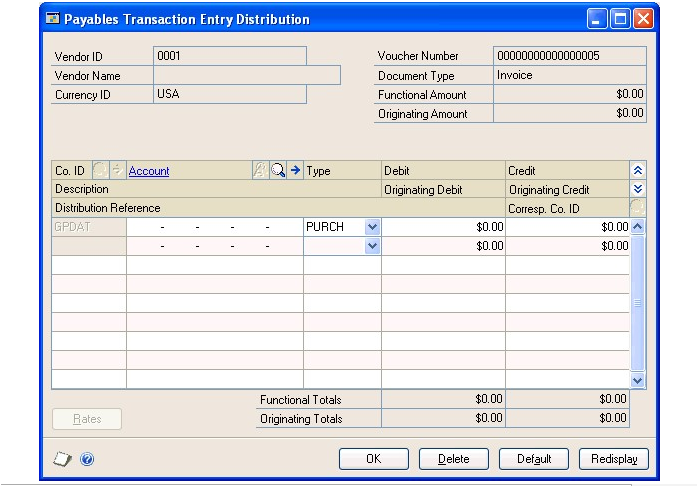 Payables Transaction Entry Distribution
Vendor ID 0001 Voucher Number 00000000000000005
Vendor Name Document Type Invoice
Currency ID USA Functional Amount $0.00
Originating Amount $0.00
Co. ID Account Type Debit Credit
Description Originating Debit Originating Credit
Distribution Reference Corresp. Co. ID
GPDAT - - - - PURCH $0.00 $0.00
- - - - $0.00 $0.00
Functional Totals $0.00 $0.00
Rates Originating Totals $0.00 $0.00
OK Delete Default Redisplay